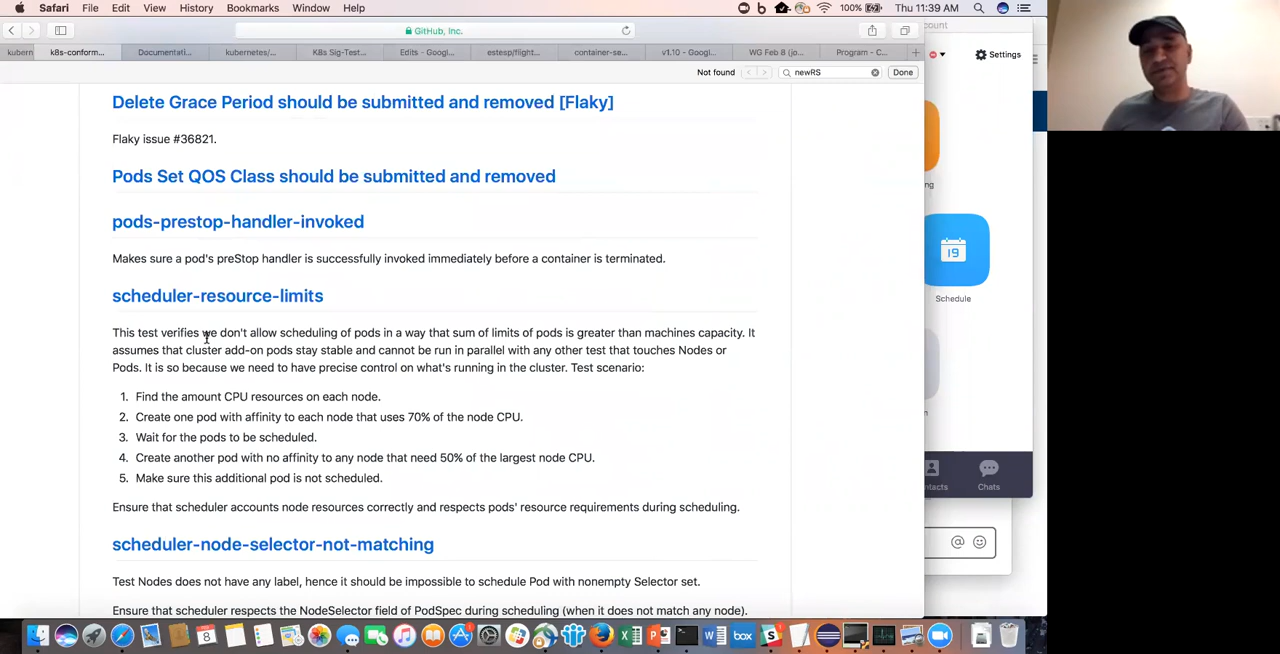 Safari File Edit View History Bookmarks Window Help 100% Thu 11:39 AM
GitHub, Inc.
kubern k8s-conform... Documentati... kubernetes/... K8s Sig-Test... Edits - Googl... estesp/flight... container-se... v1.10 - Googl... WG Feb 8 (jo... Program - C...
Not found newRS Done
Delete Grace Period should be submitted and removed [Flaky]
Flaky issue #36821.
Pods Set QOS Class should be submitted and removed
pods-prestop-handler-invoked
Makes sure a pod's preStop handler is successfully invoked immediately before a container is terminated.
scheduler-resource-limits
This test verifies we don't allow scheduling of pods in a way that sum of limits of pods is greater than machines capacity. It
assumes that cluster add-on pods stay stable and cannot be run in parallel with any other test that touches Nodes or
Pods. It is so because we need to have precise control on what's running in the cluster. Test scenario:
1. Find the amount CPU resources on each node.
2. Create one pod with affinity to each node that uses 70% of the node CPU.
3. Wait for the pods to be scheduled.
4. Create another pod with no affinity to any node that need 50% of the largest node CPU.
5. Make sure this additional pod is not scheduled.
Ensure that scheduler accounts node resources correctly and respects pods' resource requirements during scheduling.
scheduler-node-selector-not-matching
Test Nodes does not have any label, hence it should be impossible to schedule Pod with nonempty Selector set.
Ensure that scheduler respects the NodeSelector field of PodSpec during scheduling (when it does not match any node).
count
Settings
ng
19
Schedule
n
tacts Chats
@
8
box